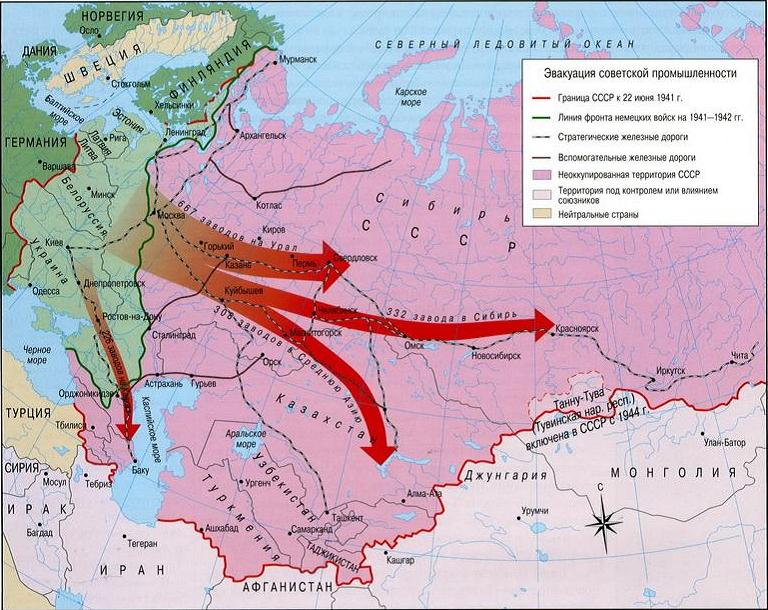 НОРВЕГИЯ
Осло
ДАНИЯ
ШВЕЦИЯ
Стокгольм
ФИНЛЯНДИЯ
Хельсинки
Балтийское
море
Эстония
Латвия
Рига
Литва
ГЕРМАНИЯ
Варшава
Ленинград
Мурманск
Архангельск
СЕВЕРНЫЙ ЛЕДОВИТЫЙ ОКЕАН
Карское
море
Эвакуация советской промышленности
Граница СССР к 22 июня 1941 г.
Линия фронта немецких войск на 1941—1942 гг.
Стратегические железные дороги
Вспомогательные железные дороги
Неоккупированная территория СССР
Территория под контролем или влиянием
союзников
Нейтральные страны
Минск
Белоруссия
Москва
Котлас
Киров
Сибирь
СССР
667 заводов на Урал
Горький
Казань
Пермь
Свердловск
Киев
Украина
Днепропетровск
Одесса
Ростов-на-Дону
Куйбышев
Челябинск
332 завода в Сибирь
308 заводов в Среднюю Азию
Магнитогорск
Омск
Новосибирск
Красноярск
Иркутск
Чита
Сталинград
226 заводов на
Орск
Черное
море
Орджоникидзе
Астрахань
Гурьев
Казахстан
Танну-Тува
(Тувинская нар. респ.)
включена в СССР с 1944 г.
ТУРЦИЯ
Тбилиси
Каспийское море
Аральское
море
Улан-Батор
СИРИЯ
Мосул
Тебриз
Баку
Ургенч
Узбекистан
Туркмения
Джунгария
МОНГОЛИЯ
С
ИРАК
Багдад
Алма-Ата
Урумчи
Ташкент
Самарканд
Ашхабад
Тегеран
ТАДЖИКИСТАН
Кашгар
ИРАН
АФГАНИСТАН